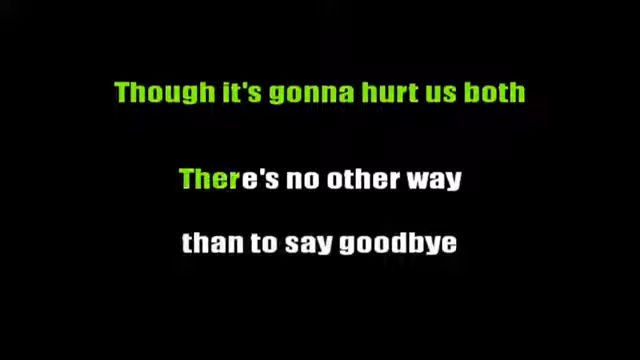 Though it's gonna hurt us both
There's no other way
than to say goodbye